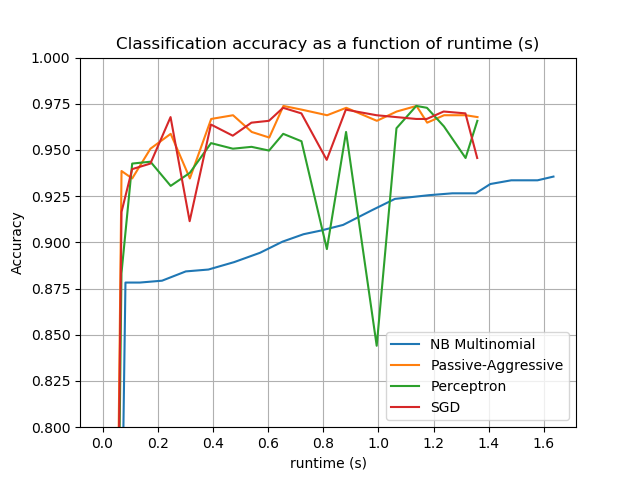 Classification accuracy as a function of runtime (s)
1.000
0.975
0.950
0.925
0.900
0.875
0.850
0.825
0.800
Accuracy
NB Multinomial
Passive-Aggressive
Perceptron
SGD
0.0 0.2 0.4 0.6 0.8 1.0 1.2 1.4 1.6
runtime (s)